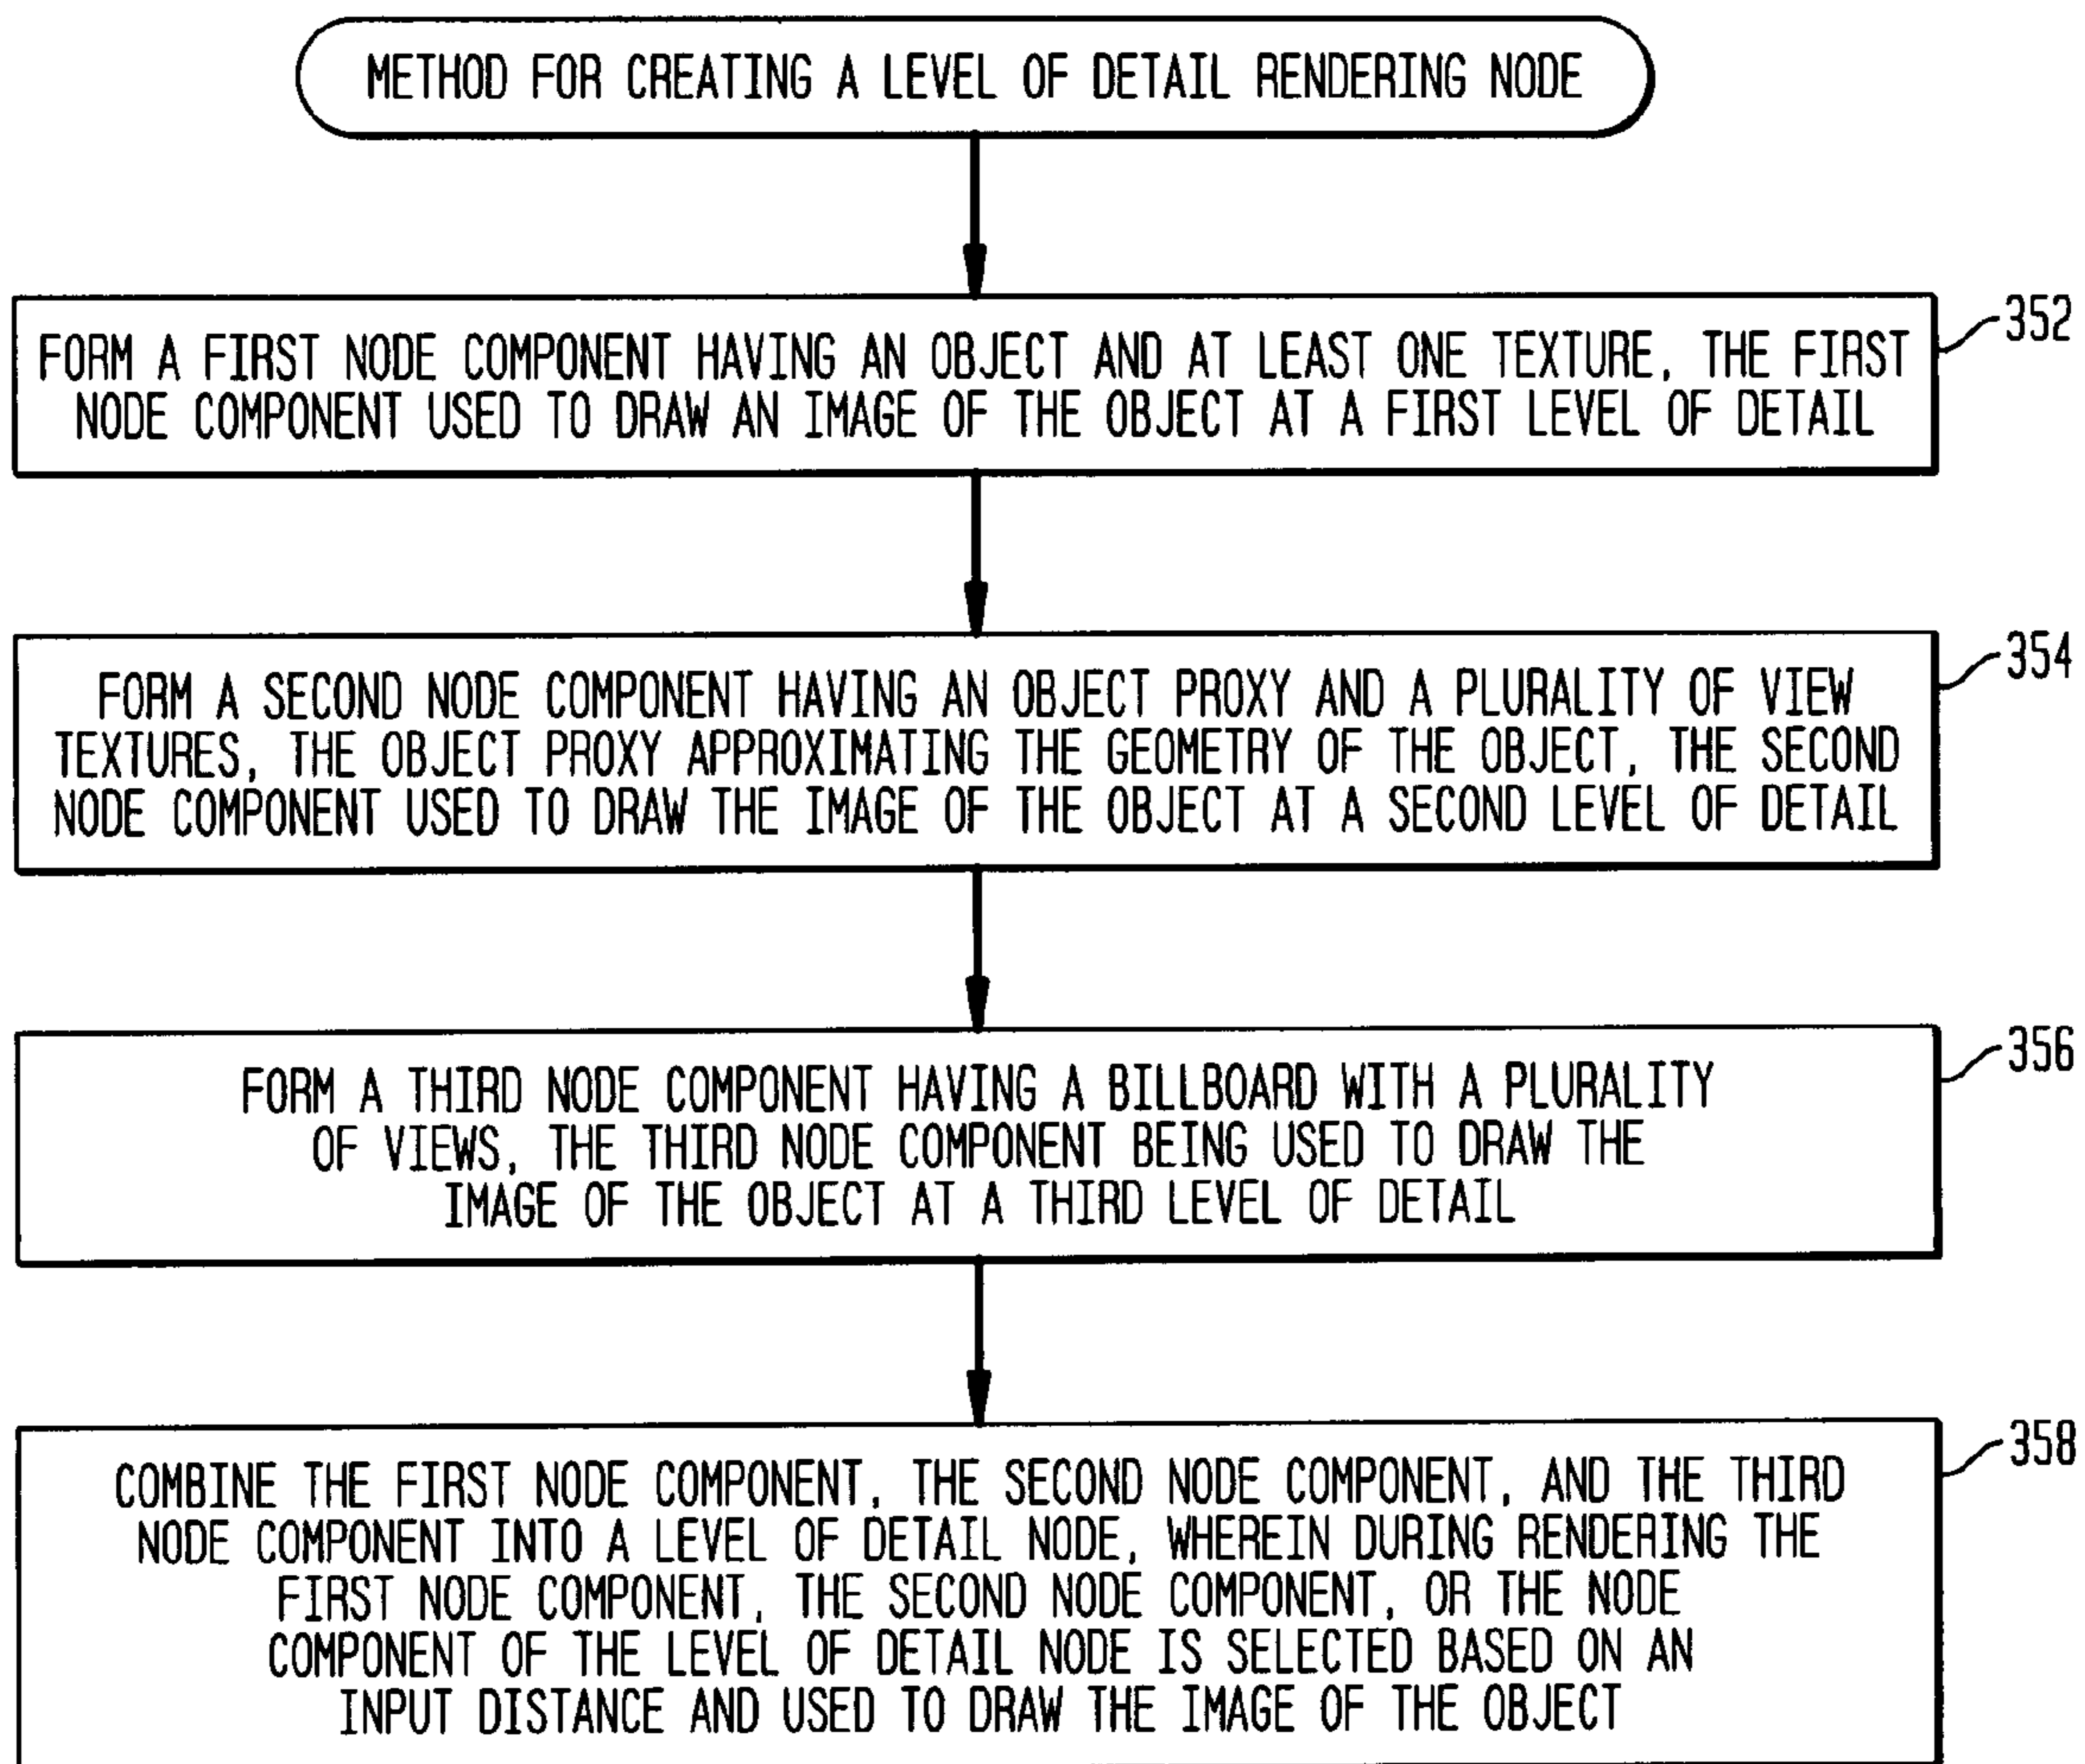 METHOD FOR CREATING A LEVEL OF DETAIL RENDERING NODE
352
FORM A FIRST NODE COMPONENT HAVING AN OBJECT AND AT LEAST ONE TEXTURE, THE FIRST
NODE COMPONENT USED TO DRAW AN IMAGE OF THE OBJECT AT A FIRST LEVEL OF DETAIL
354
FORM A SECOND NODE COMPONENT HAVING AN OBJECT PROXY AND A PLURALITY OF VIEW
TEXTURES, THE OBJECT PROXY APPROXIMATING THE GEOMETRY OF THE OBJECT, THE SECOND
NODE COMPONENT USED TO DRAW THE IMAGE OF THE OBJECT AT A SECOND LEVEL OF DETAIL
356
FORM A THIRD NODE COMPONENT HAVING A BILLBOARD WITH A PLURALITY
OF VIEWS, THE THIRD NODE COMPONENT BEING USED TO DRAW THE
IMAGE OF THE OBJECT AT A THIRD LEVEL OF DETAIL
358
COMBINE THE FIRST NODE COMPONENT, THE SECOND NODE COMPONENT, AND THE THIRD
NODE COMPONENT INTO A LEVEL OF DETAIL NODE, WHEREIN DURING RENDERING THE
FIRST NODE COMPONENT, THE SECOND NODE COMPONENT, OR THE NODE
COMPONENT OF THE LEVEL OF DETAIL NODE IS SELECTED BASED ON AN
INPUT DISTANCE AND USED TO DRAW THE IMAGE OF THE OBJECT